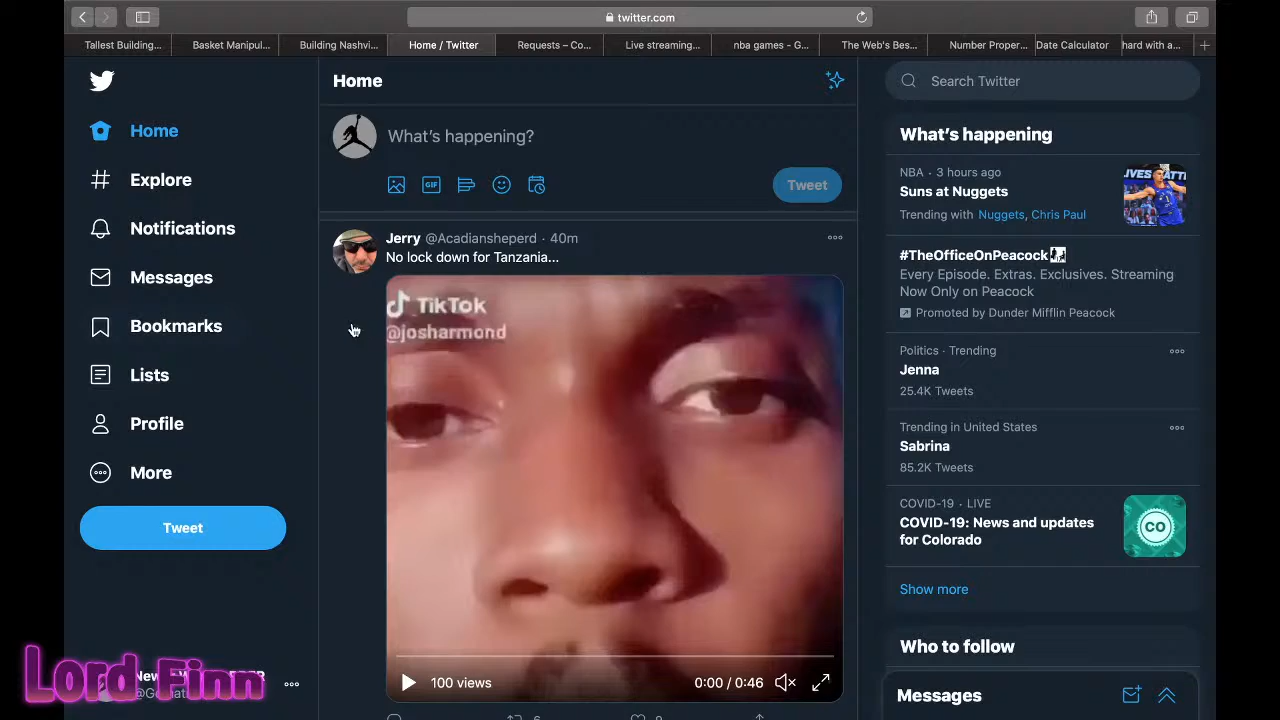 twitter.com
Tallest Building...
Basket Manipul...
Building Nashvi...
Home / Twitter
Requests – Co...
Live streaming...
nba games - G...
The Web's Bes...
Number Proper...
Date Calculator
hard with a...
Home
Explore
Notifications
Messages
Bookmarks
Lists
Profile
More
Tweet
Lord Finn
Home
What's happening?
GIF
Tweet
Jerry @Acadiansheperd · 40m
No lock down for Tanzania...
TikTok
@josharmond
100 views
0:00 / 0:46
Search Twitter
What's happening
NBA · 3 hours ago
Suns at Nuggets
Trending with Nuggets, Chris Paul
#TheOfficeOnPeacock
Every Episode. Extras. Exclusives. Streaming
Now Only on Peacock
Promoted by Dunder Mifflin Peacock
Politics · Trending
Jenna
25.4K Tweets
Trending in United States
Sabrina
85.2K Tweets
COVID-19 · LIVE
COVID-19: News and updates
for Colorado
CO
Show more
Who to follow
Messages